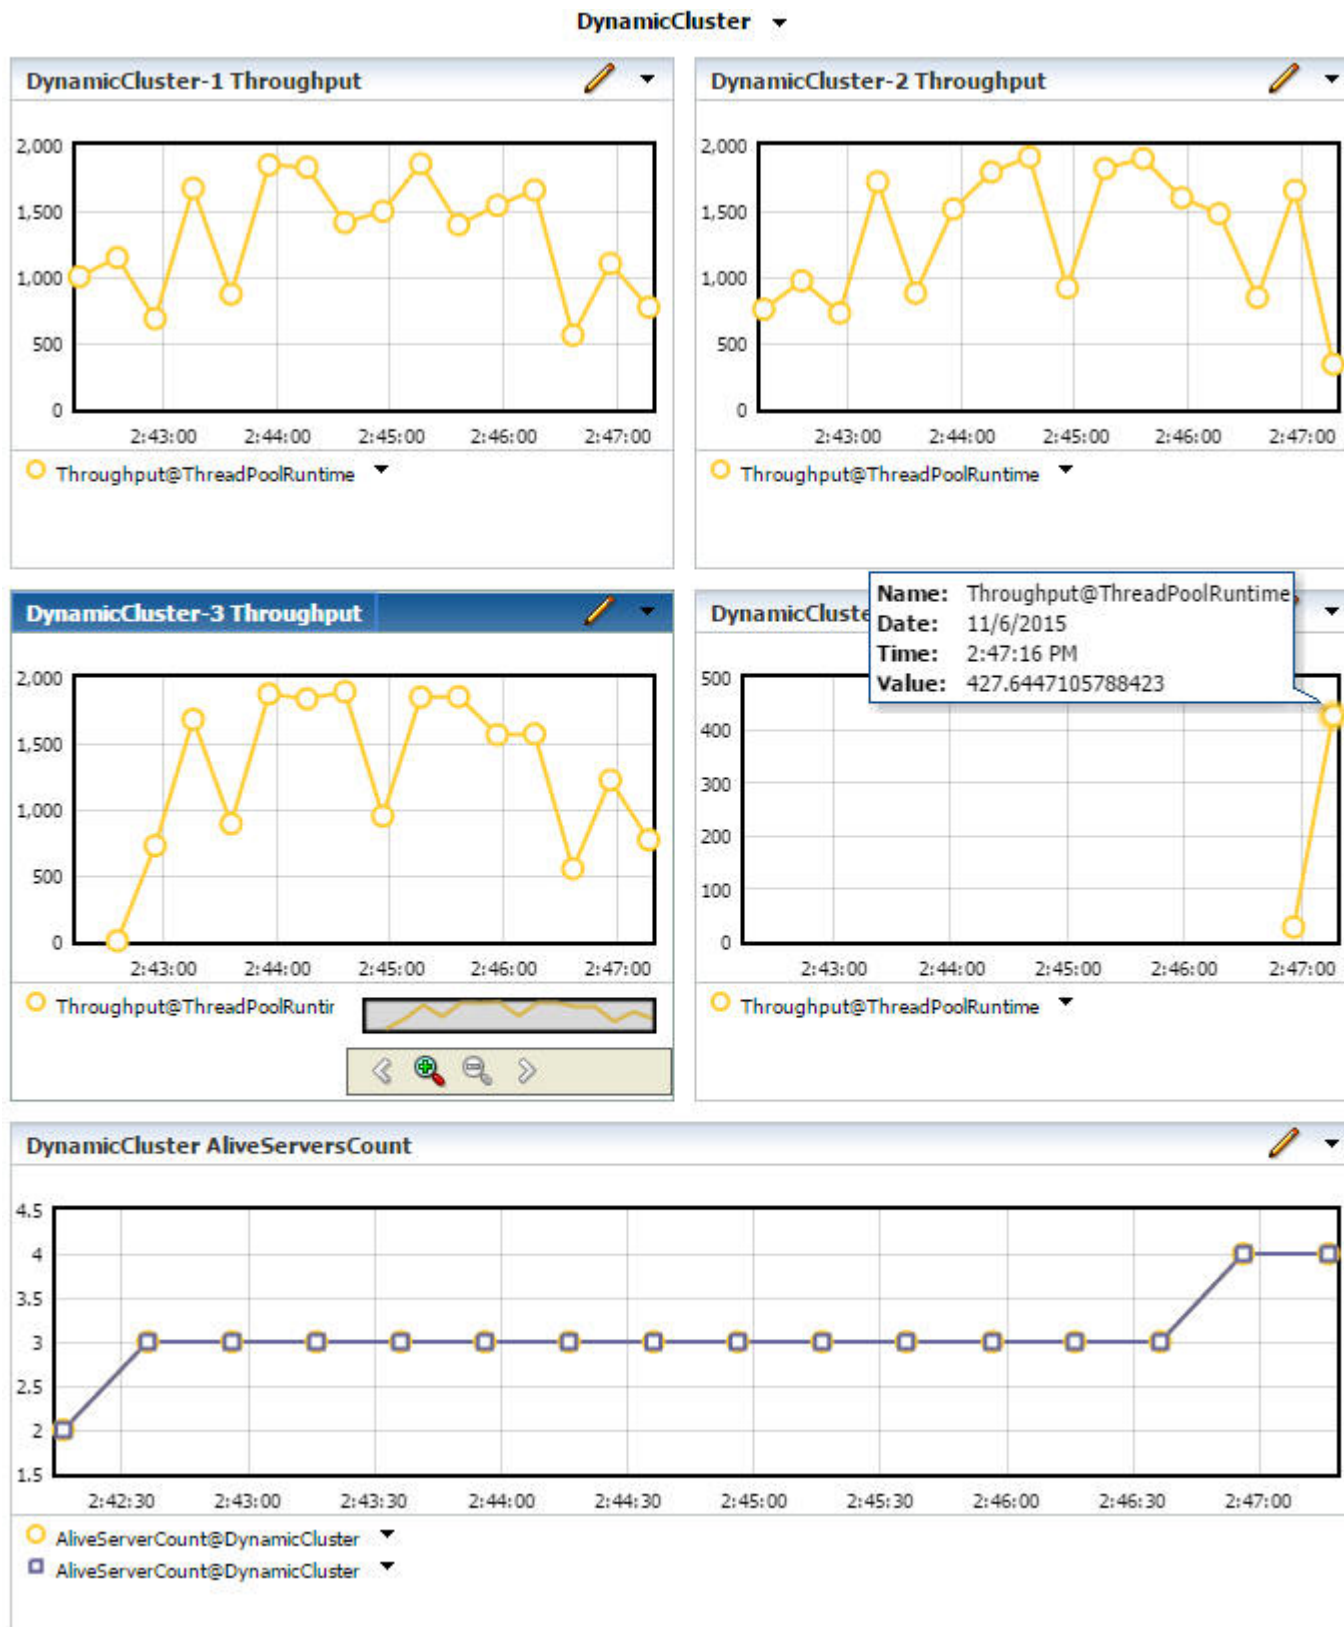 DynamicCluster
DynamicCluster-1 Throughput
2,000
1,500
1,000
500
0
2:43:00 2:44:00 2:45:00 2:46:00 2:47:00
Throughput@ThreadPoolRuntime
DynamicCluster-2 Throughput
2,000
1,500
1,000
500
0
2:43:00 2:44:00 2:45:00 2:46:00 2:47:00
Throughput@ThreadPoolRuntime
DynamicCluster-3 Throughput
2,000
1,500
1,000
500
0
2:43:00 2:44:00 2:45:00 2:46:00 2:47:00
Throughput@ThreadPoolRuntir
DynamicCluste
Name: Throughput@ThreadPoolRuntime
Date: 11/6/2015
Time: 2:47:16 PM
Value: 427.6447105788423
500
400
300
200
100
0
2:43:00 2:44:00 2:45:00 2:46:00 2:47:00
Throughput@ThreadPoolRuntime
DynamicCluster AliveServersCount
4.5
4
3.5
3
2.5
2
1.5
2:42:30 2:43:00 2:43:30 2:44:00 2:44:30 2:45:00 2:45:30 2:46:00 2:46:30 2:47:00
AliveServerCount@DynamicCluster
AliveServerCount@DynamicCluster